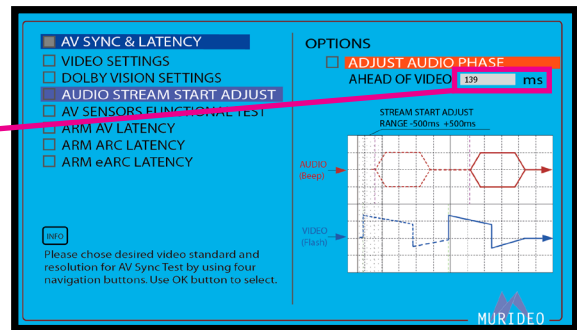 AV SYNC & LATENCY
VIDEO SETTINGS
DOLBY VISION SETTINGS
AUDIO STREAM START ADJUST
AV SENSORS FUNCTIONAL TEST
ARM AV LATENCY
ARM ARC LATENCY
ARM eARC LATENCY
INFO
Please chose desired video standard and
resolution for AV Sync Test by using four
navigation buttons. Use OK button to select.
OPTIONS
ADJUST AUDIO PHASE
AHEAD OF VIDEO 139 ms
STREAM START ADJUST
RANGE -500ms +500ms
AUDIO
(Beep)
VIDEO
(Flash)
MURIDEO